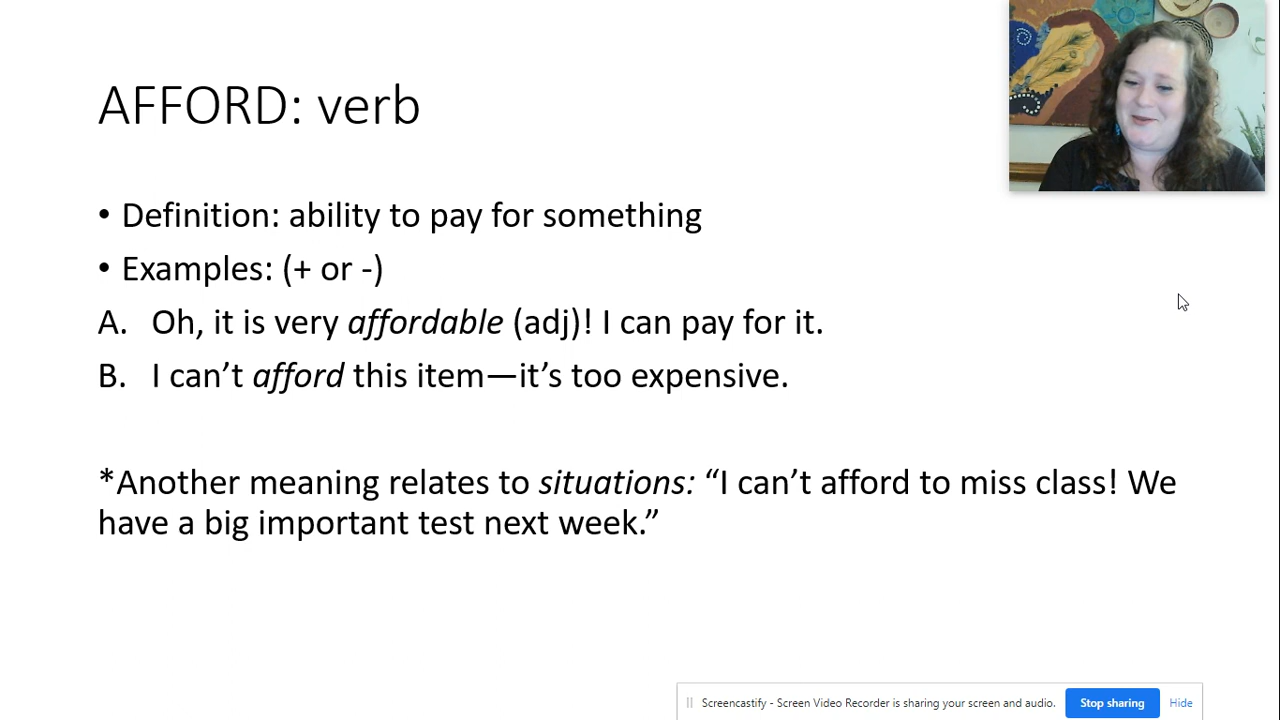 AFFORD: verb
• Definition: ability to pay for something
• Examples: (+ or -)
A. Oh, it is very affordable (adj)! I can pay for it.
B. I can’t afford this item—it’s too expensive.
*Another meaning relates to situations: “I can’t afford to miss class! We
have a big important test next week.”
Screencastify - Screen Video Recorder is sharing your screen and audio. Stop sharing Hide